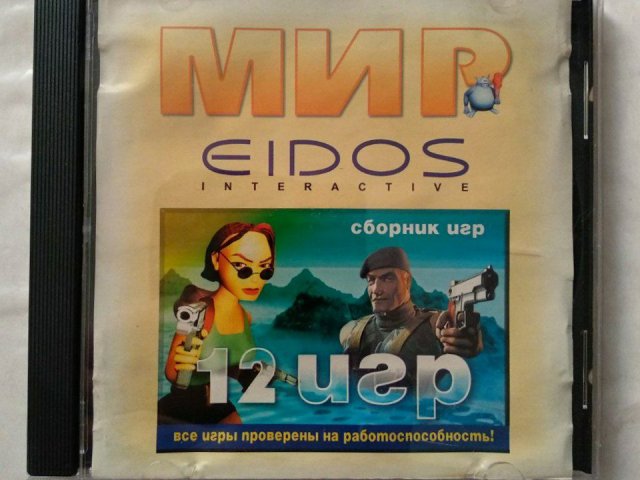 МИР
EIDOS
INTERACTIVE
сборник игр
12 игр
все игры проверены на работоспособность!